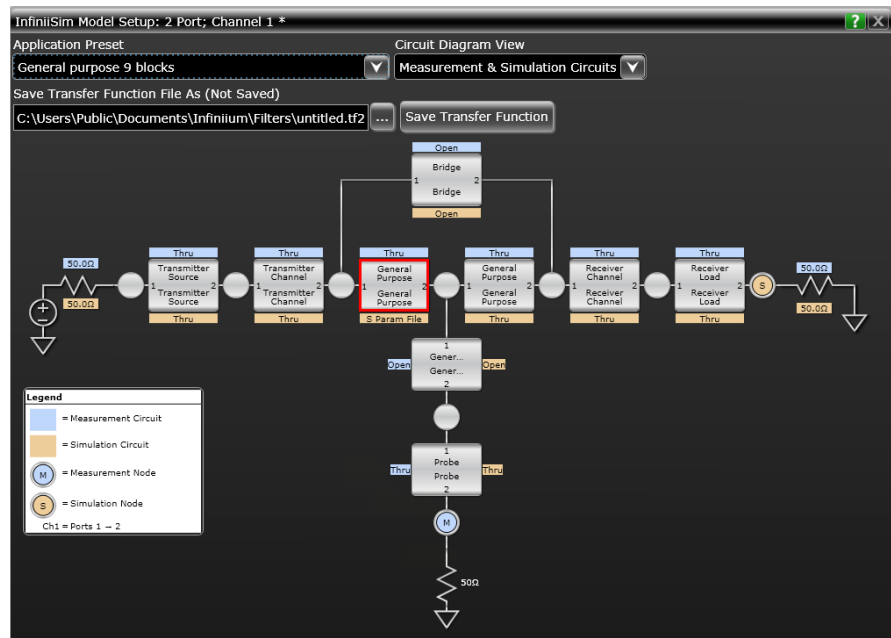 InfiniiSim Model Setup: 2 Port; Channel 1 *
? X
Application Preset
Circuit Diagram View
General purpose 9 blocks
Measurement & Simulation Circuits
Save Transfer Function File As (Not Saved)
C:\Users\Public\Documents\Infiniium\Filters\untitled.tf2
...
Save Transfer Function
Open
Bridge
1 2
Bridge
Open
50.0Ω
50.0Ω
Thru
Transmitter
Source
1 2
Transmitter
Source
Thru
Thru
Transmitter
Channel
1 2
Transmitter
Channel
Thru
Thru
General
Purpose
1 2
General
Purpose
S Param File
Thru
General
Purpose
1 2
General
Purpose
Thru
Thru
Receiver
Channel
1 2
Receiver
Channel
Thru
Thru
Receiver
Load
1 2
Receiver
Load
Thru
S
50.0Ω
50.0Ω
1
Gener...
Open Open
Gener...
2
1
Probe
Thru Thru
Probe
2
M
50Ω
Legend
= Measurement Circuit
= Simulation Circuit
M = Measurement Node
S = Simulation Node
Ch1 = Ports 1 → 2